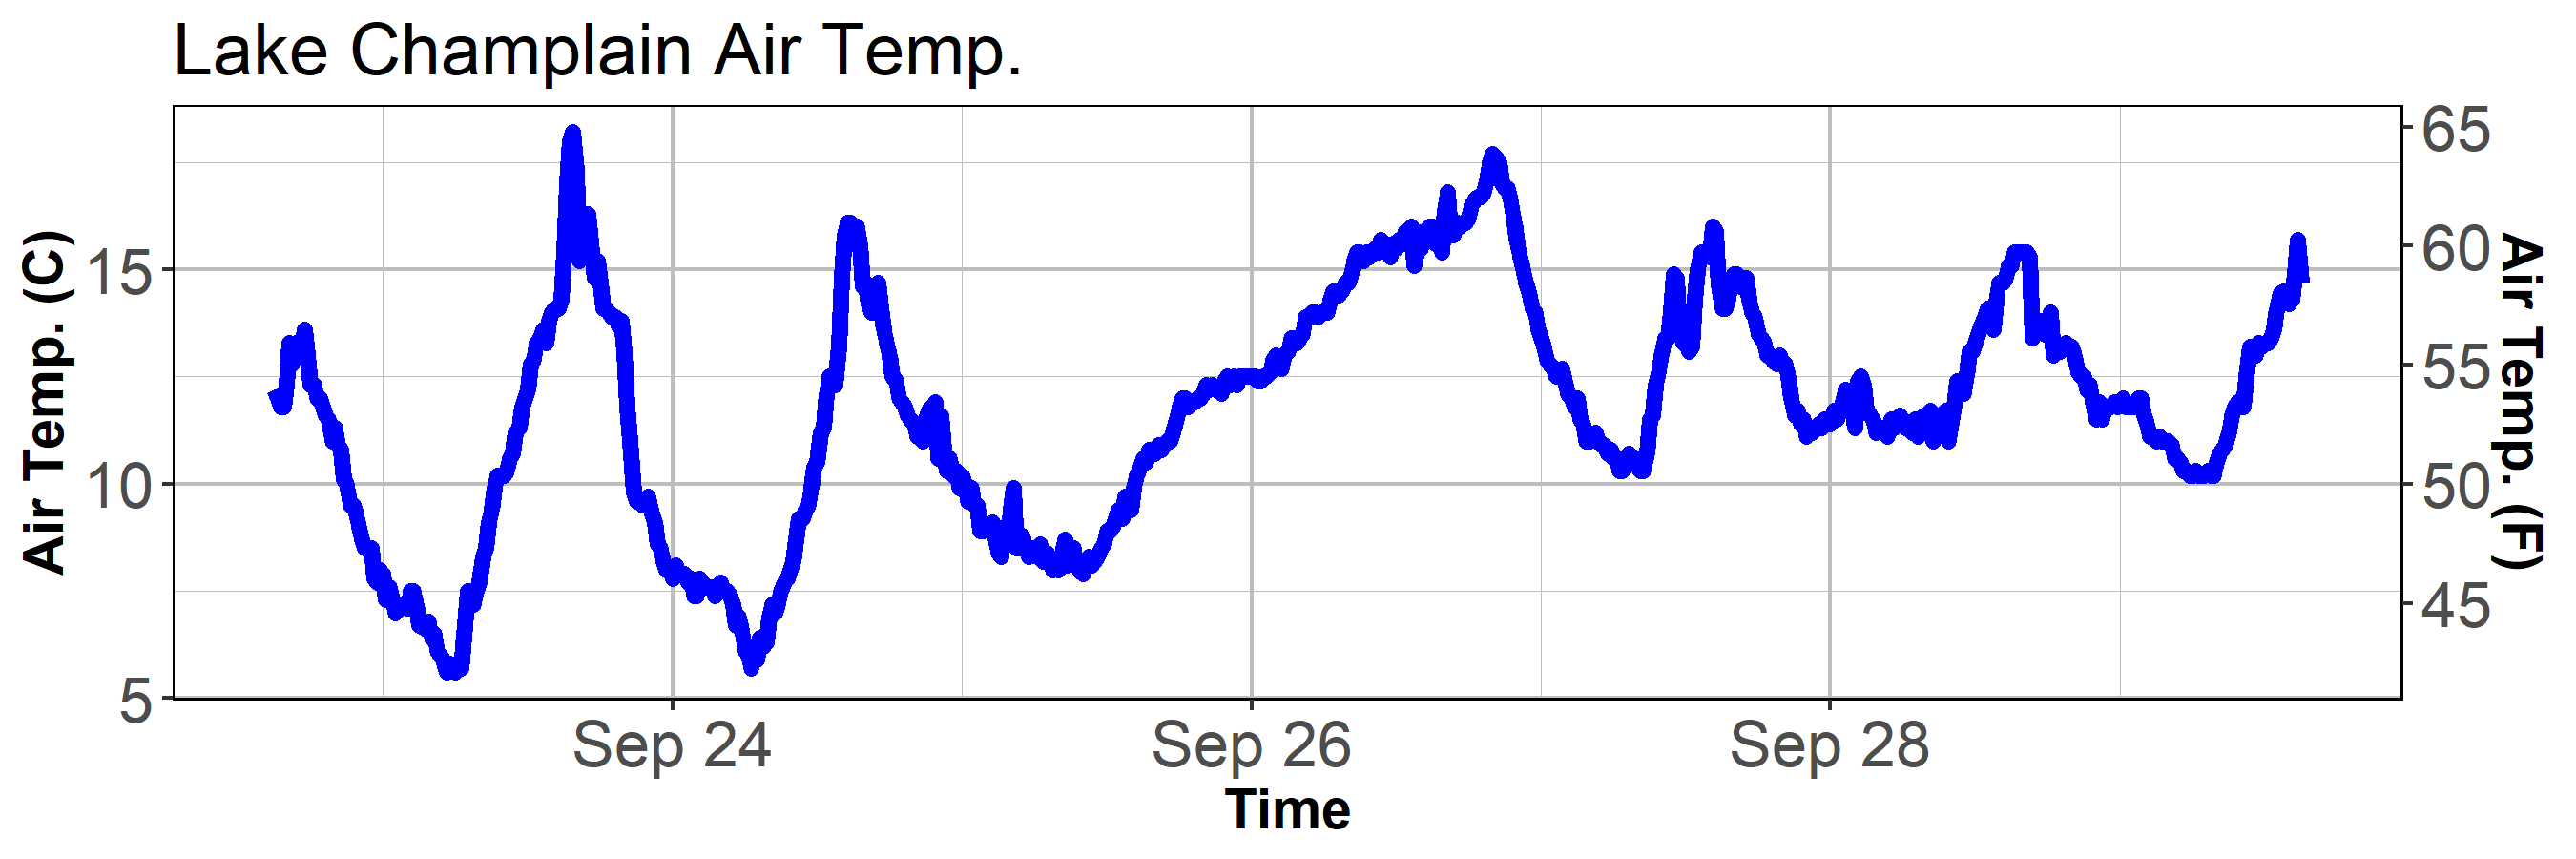 Lake Champlain Air Temp.
Air Temp. (C)
15
10
5
65
60
55
50
45
Air Temp. (F)
Sep 24 Sep 26 Sep 28
Time